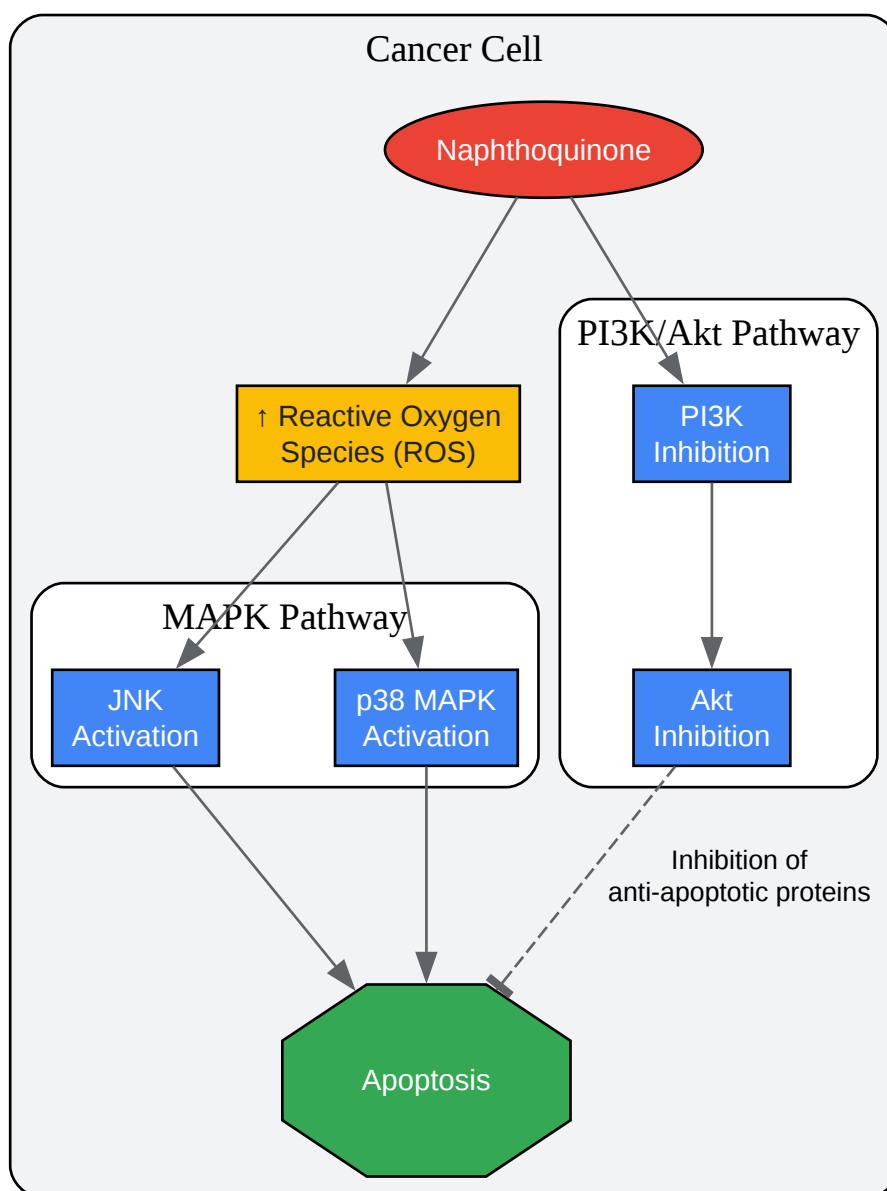 Cancer Cell
Naphthoquinone
PI3K/Akt Pathway
↑ Reactive Oxygen
Species (ROS)
PI3K
Inhibition
MAPK Pathway
JNK
Activation
p38 MAPK
Activation
Akt
Inhibition
Inhibition of
anti-apoptotic proteins
Apoptosis